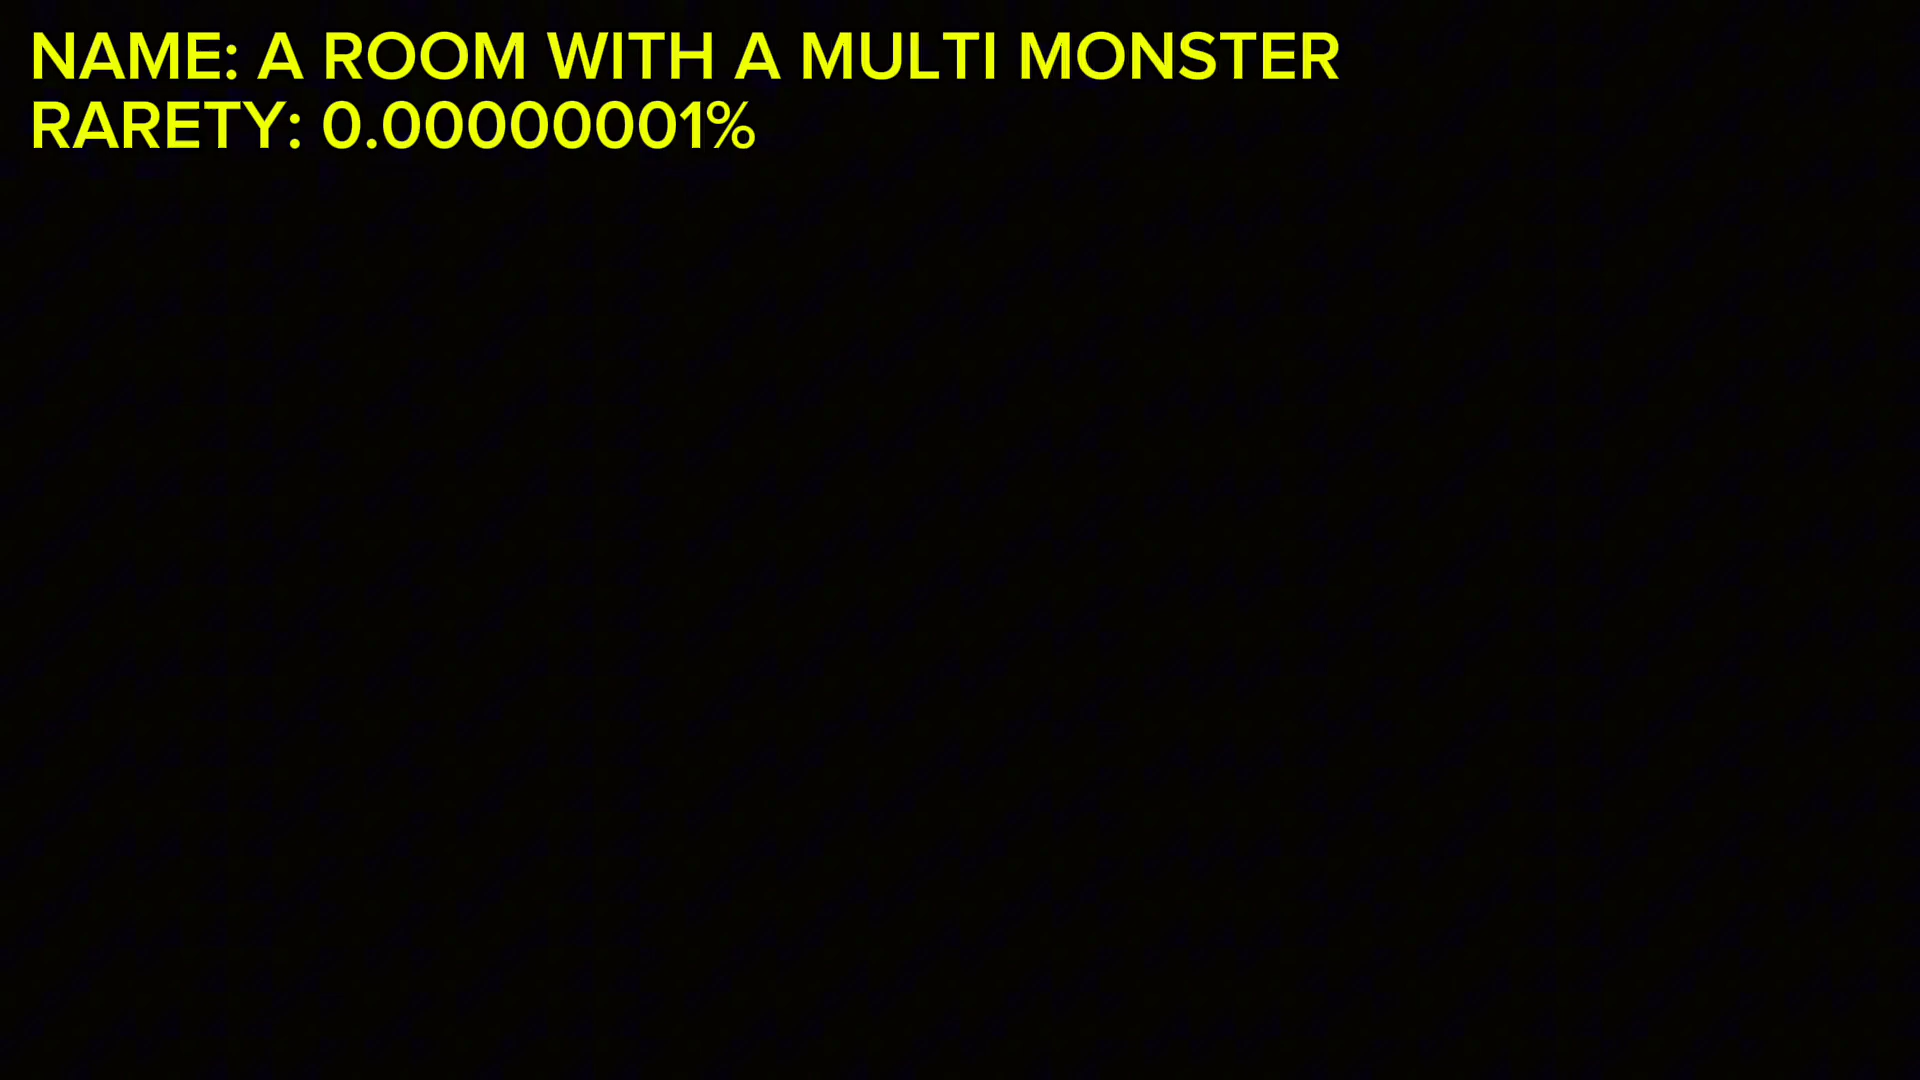 NAME: A ROOM WITH A MULTI MONSTER
RARETY: 0.00000001%